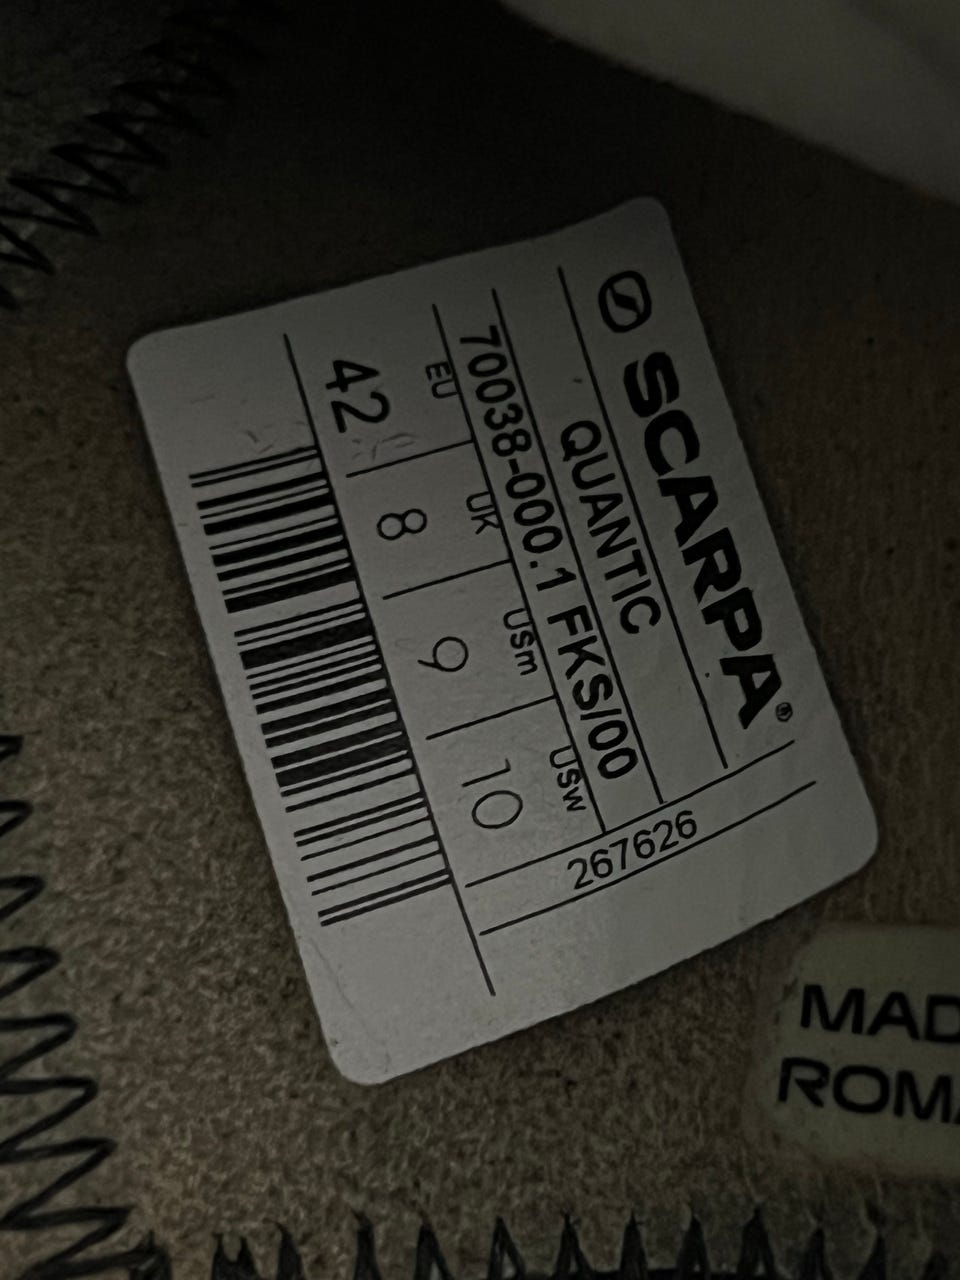 SCARPA®
QUANTIC
70038-000.1 FKS/00
EU UK USm USw
42 8 9 10
267626
MAD
ROMA